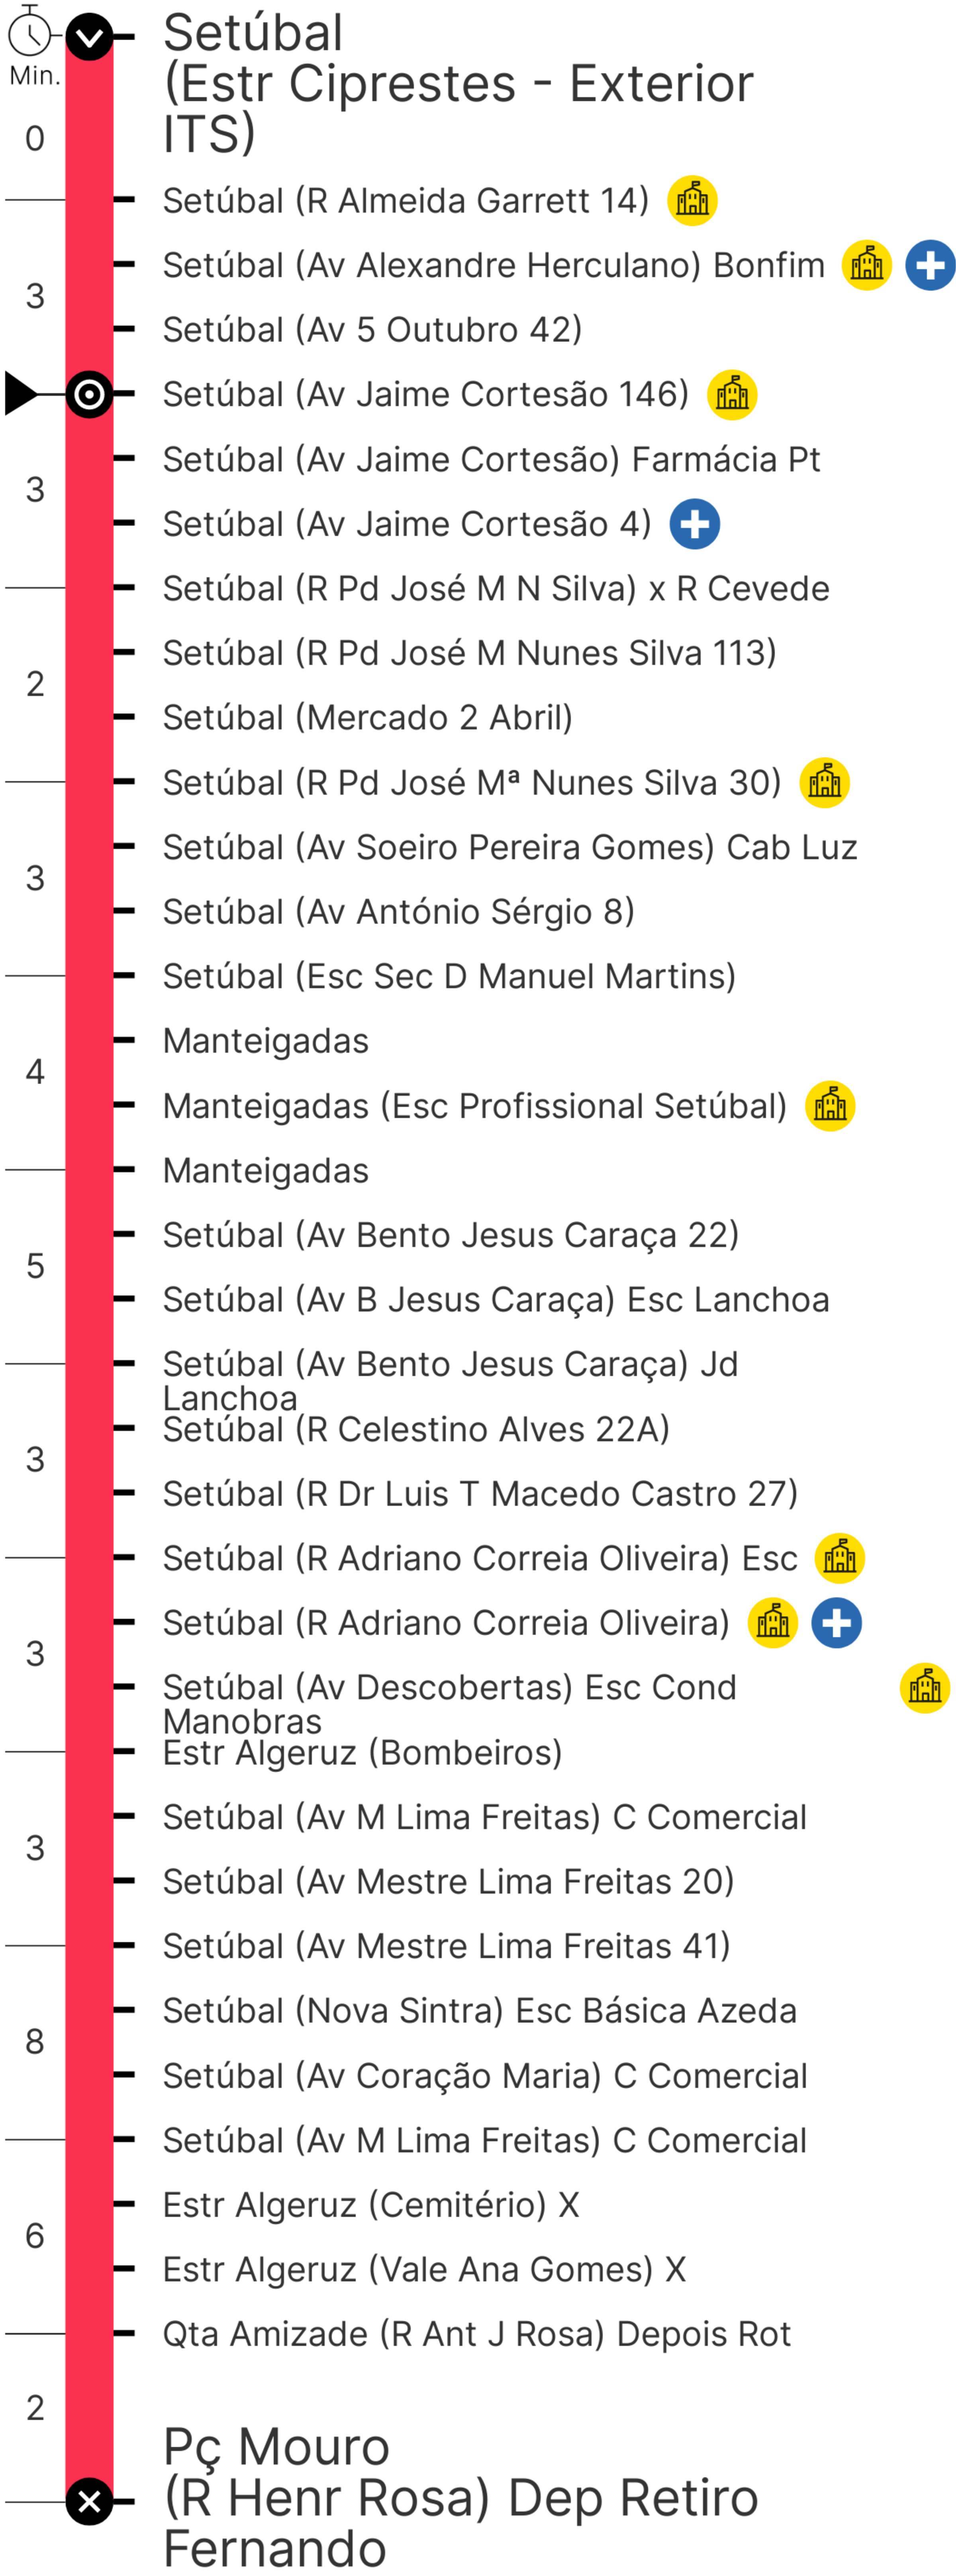 Setúbal
(Estr Ciprestes - Exterior
ITS)
Min.
0
Setúbal (R Almeida Garrett 14)
Setúbal (Av Alexandre Herculano) Bonfim
3
Setúbal (Av 5 Outubro 42)
Setúbal (Av Jaime Cortesão 146)
Setúbal (Av Jaime Cortesão) Farmácia Pt
3
Setúbal (Av Jaime Cortesão 4)
Setúbal (R Pd José M N Silva) x R Cevede
Setúbal (R Pd José M Nunes Silva 113)
2
Setúbal (Mercado 2 Abril)
Setúbal (R Pd José Mª Nunes Silva 30)
Setúbal (Av Soeiro Pereira Gomes) Cab Luz
3
Setúbal (Av António Sérgio 8)
Setúbal (Esc Sec D Manuel Martins)
Manteigadas
4
Manteigadas (Esc Profissional Setúbal)
Manteigadas
Setúbal (Av Bento Jesus Caraça 22)
5
Setúbal (Av B Jesus Caraça) Esc Lanchoa
Setúbal (Av Bento Jesus Caraça) Jd
Lanchoa
Setúbal (R Celestino Alves 22A)
3
Setúbal (R Dr Luis T Macedo Castro 27)
Setúbal (R Adriano Correia Oliveira) Esc
Setúbal (R Adriano Correia Oliveira)
3
Setúbal (Av Descobertas) Esc Cond
Manobras
Estr Algeruz (Bombeiros)
Setúbal (Av M Lima Freitas) C Comercial
3
Setúbal (Av Mestre Lima Freitas 20)
Setúbal (Av Mestre Lima Freitas 41)
Setúbal (Nova Sintra) Esc Básica Azeda
8
Setúbal (Av Coração Maria) C Comercial
Setúbal (Av M Lima Freitas) C Comercial
Estr Algeruz (Cemitério) X
6
Estr Algeruz (Vale Ana Gomes) X
Qta Amizade (R Ant J Rosa) Depois Rot
2
Pç Mouro
(R Henr Rosa) Dep Retiro
Fernando